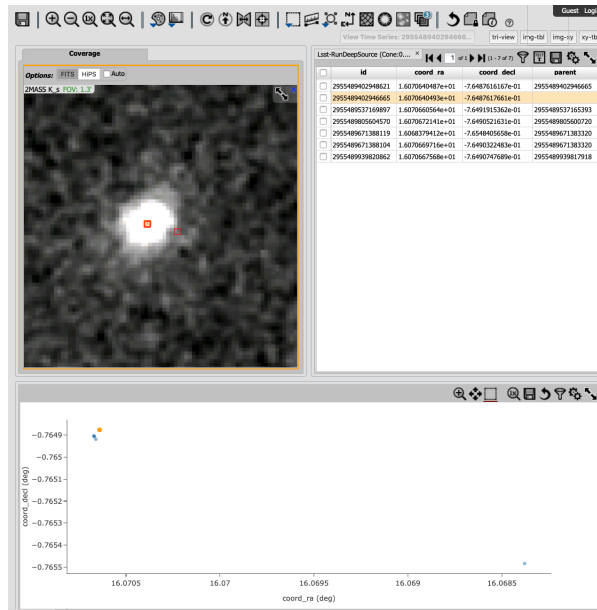 Guest Logi
View Time Series: 2955489402946665...
tri-view img-tbl img-xy xy-tb
Coverage
Options: FITS HiPS Auto
2MASS K_s FOV: 1.3'
Lsst-RunDeepSource (Cone:0.... ×
1 of 1 (1 - 7 of 7)
id coord_ra coord_decl parent
2955489402948621 1.6070640487e+01 -7.6487616167e-01 2955489402946665
2955489402946665 1.6070640493e+01 -7.6487617661e-01
2955489537169897 1.6070660564e+01 -7.6491915362e-01 2955489537165393
2955489805604570 1.6070672141e+01 -7.6490521631e-01 2955489805600720
2955489671388119 1.6068379412e+01 -7.6548405658e-01 2955489671383320
2955489671388104 1.6070669716e+01 -7.6490322483e-01 2955489671383320
2955489939820862 1.6070667568e+01 -7.6490747689e-01 2955489939817918
coord_decl (deg)
−0.7649
−0.765
−0.7651
−0.7652
−0.7653
−0.7654
−0.7655
16.0705 16.07 16.0695 16.069 16.0685
coord_ra (deg)